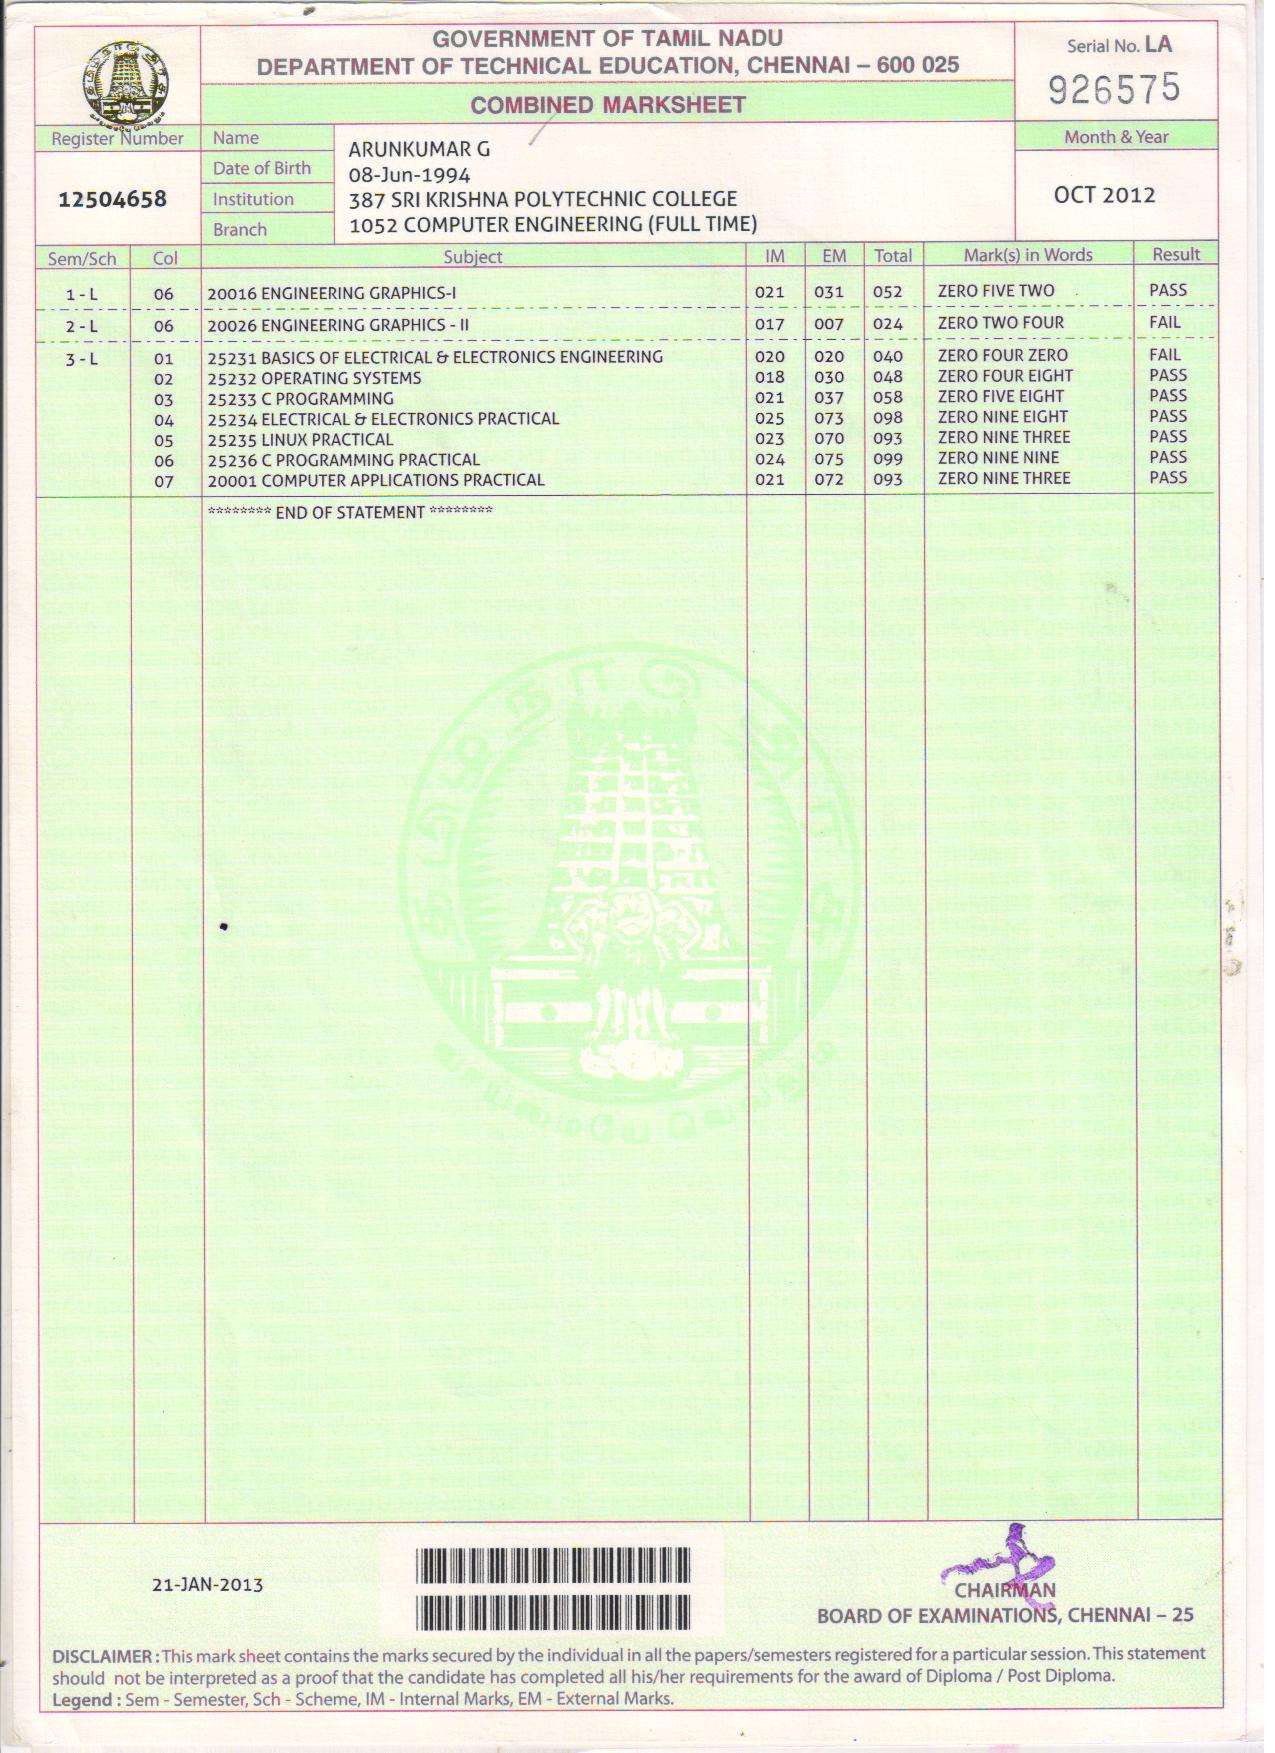 GOVERNMENT OF TAMIL NADU
DEPARTMENT OF TECHNICAL EDUCATION, CHENNAI – 600 025
COMBINED MARKSHEET
Serial No. LA
926575
Register Number
12504658
Name ARUNKUMAR G
Date of Birth 08-Jun-1994
Institution 387 SRI KRISHNA POLYTECHNIC COLLEGE
Branch 1052 COMPUTER ENGINEERING (FULL TIME)
Month & Year
OCT 2012
Sem/Sch Col Subject IM EM Total Mark(s) in Words Result
1 - L 06 20016 ENGINEERING GRAPHICS-I 021 031 052 ZERO FIVE TWO PASS
2 - L 06 20026 ENGINEERING GRAPHICS - II 017 007 024 ZERO TWO FOUR FAIL
3 - L 01 25231 BASICS OF ELECTRICAL & ELECTRONICS ENGINEERING 020 020 040 ZERO FOUR ZERO FAIL
02 25232 OPERATING SYSTEMS 018 030 048 ZERO FOUR EIGHT PASS
03 25233 C PROGRAMMING 021 037 058 ZERO FIVE EIGHT PASS
04 25234 ELECTRICAL & ELECTRONICS PRACTICAL 025 073 098 ZERO NINE EIGHT PASS
05 25235 LINUX PRACTICAL 023 070 093 ZERO NINE THREE PASS
06 25236 C PROGRAMMING PRACTICAL 024 075 099 ZERO NINE NINE PASS
07 20001 COMPUTER APPLICATIONS PRACTICAL 021 072 093 ZERO NINE THREE PASS
******** END OF STATEMENT ********
21-JAN-2013
CHAIRMAN
BOARD OF EXAMINATIONS, CHENNAI – 25
DISCLAIMER : This mark sheet contains the marks secured by the individual in all the papers/semesters registered for a particular session. This statement
should not be interpreted as a proof that the candidate has completed all his/her requirements for the award of Diploma / Post Diploma.
Legend : Sem - Semester, Sch - Scheme, IM - Internal Marks, EM - External Marks.